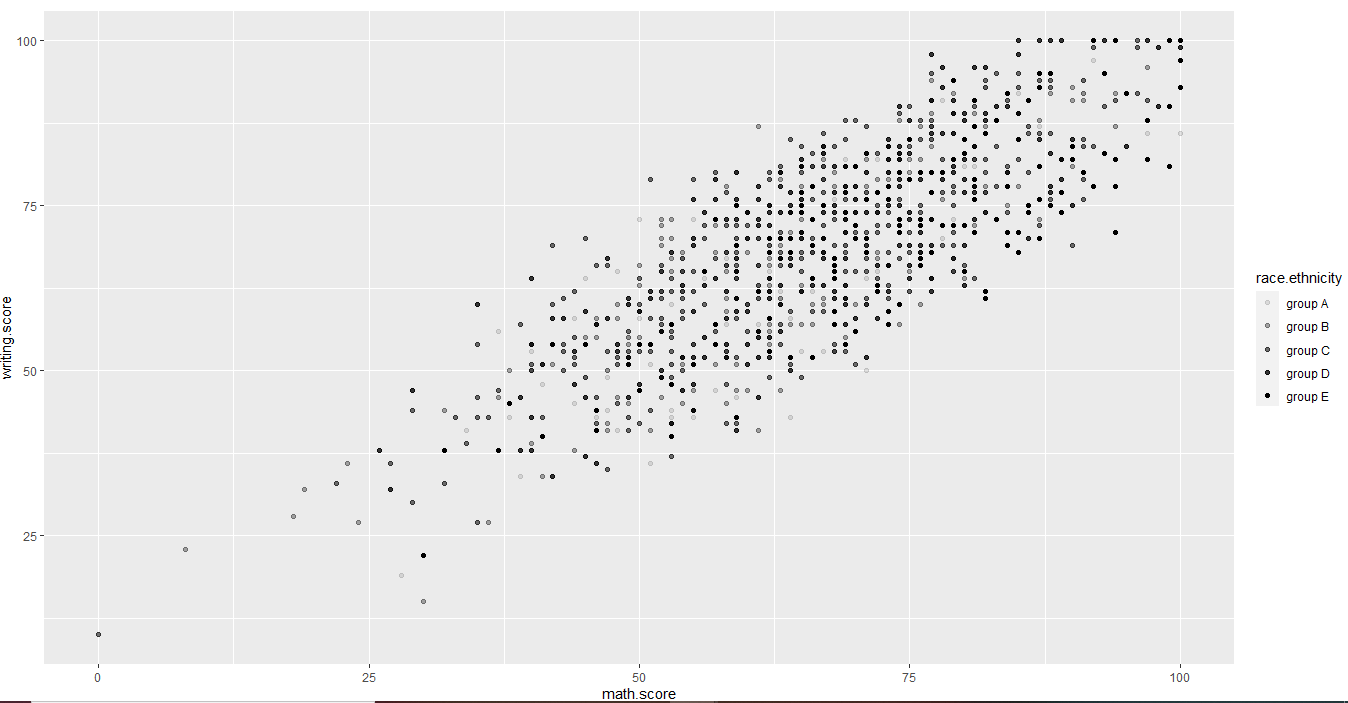 100
75
50
25
writing.score
0
25
50
75
100
math.score
race.ethnicity
group A
group B
group C
group D
group E